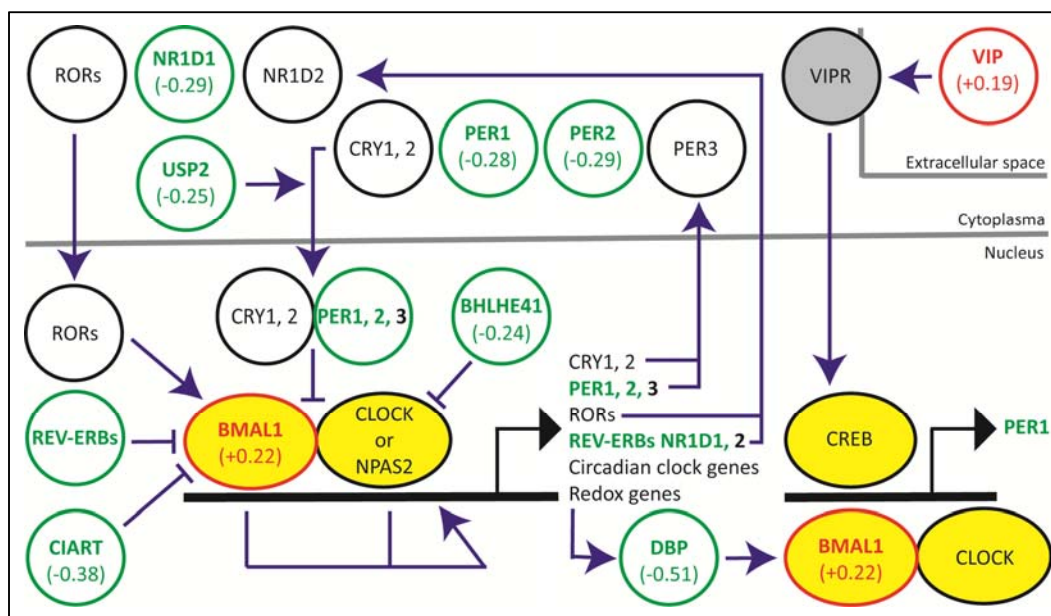 RORs
NR1D1
(-0.29)
NR1D2
VIPR
VIP
(+0.19)
CRY1, 2
PER1
(-0.28)
PER2
(-0.29)
PER3
USP2
(-0.25)
Extracellular space
Cytoplasma
Nucleus
RORs
CRY1, 2
PER1, 2, 3
BHLHE41
(-0.24)
CRY1, 2
PER1, 2, 3
RORs
REV-ERBs NR1D1, 2
Circadian clock genes
Redox genes
REV-ERBs
BMAL1
(+0.22)
CLOCK
or
NPAS2
CREB
PER1
CIART
(-0.38)
DBP
(-0.51)
BMAL1
(+0.22)
CLOCK